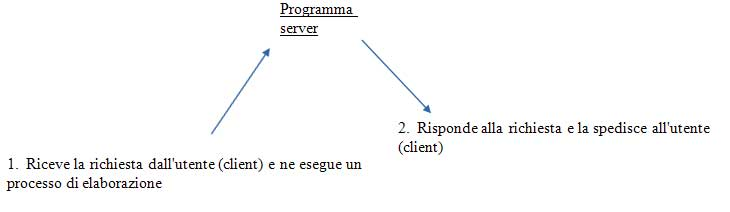 Programma
server
2. Risponde alla richiesta e la spedisce all'utente
(client)
1. Riceve la richiesta dall'utente (client) e ne esegue un
processo di elaborazione